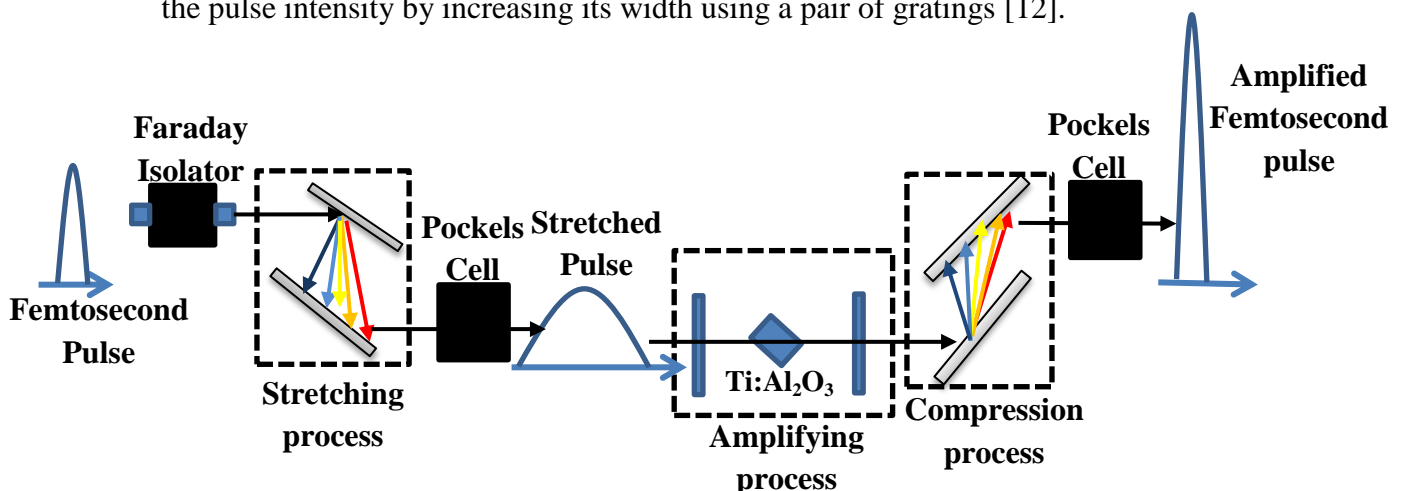 the pulse intensity by increasing its width using a pair of gratings [12].
Faraday
Isolator
Femtosecond
Pulse
Stretching
process
Pockels
Cell
Stretched
Pulse
Ti:Al₂O₃
Amplifying
process
Compression
process
Pockels
Cell
Amplified
Femtosecond
pulse